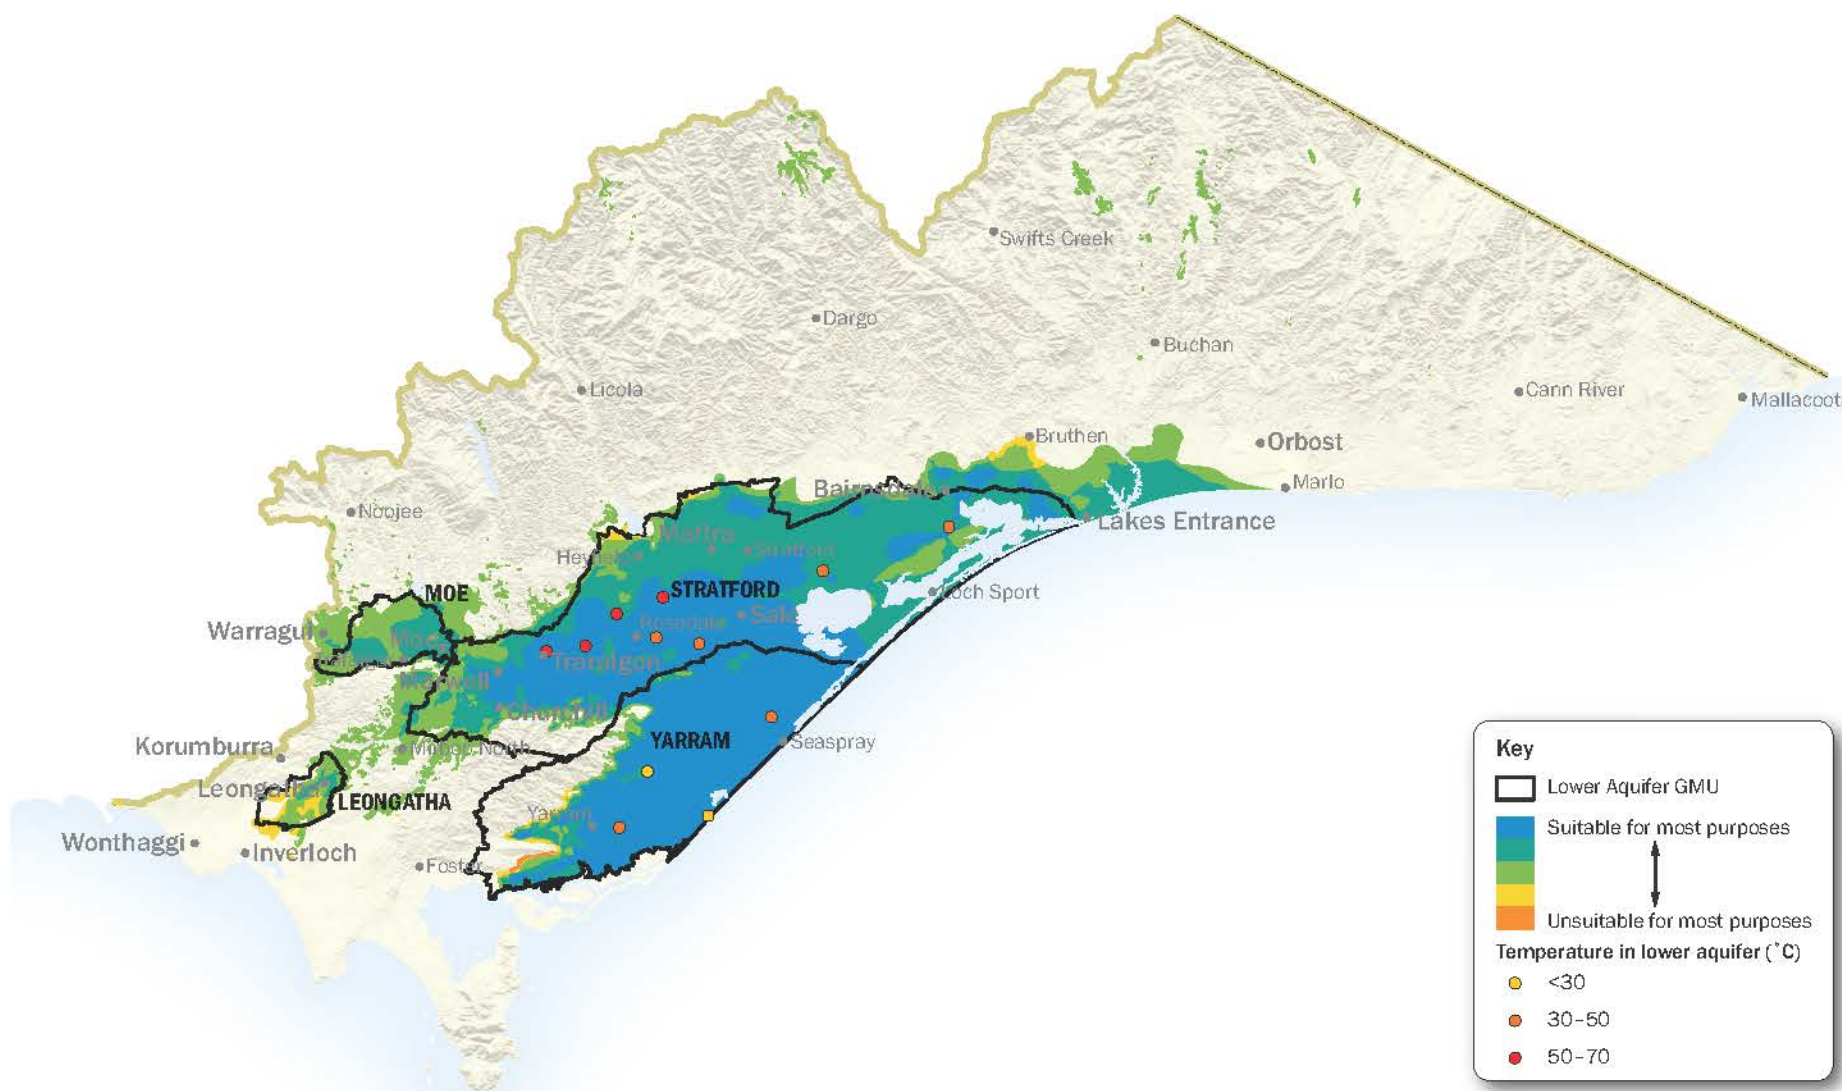 Swifts Creek
Dargo
Buchan
Licola
Cann River
Mallacoot
Bruthen
Orbost
Bairnsdale
Marlo
Noojee
Lakes Entrance
Maffra
Stratford
Heyfield
MOE
STRATFORD
Loch Sport
Warragul
Moe
Rosedale
Sale
Traralgon
Morwell
Churchill
YARRAM
Seaspray
Korumburra
Mirboo North
Leongatha
LEONGATHA
Yarram
Wonthaggi
Inverloch
Foster
Key
Lower Aquifer GMU
Suitable for most purposes
Unsuitable for most purposes
Temperature in lower aquifer (˚C)
<30
30–50
50–70